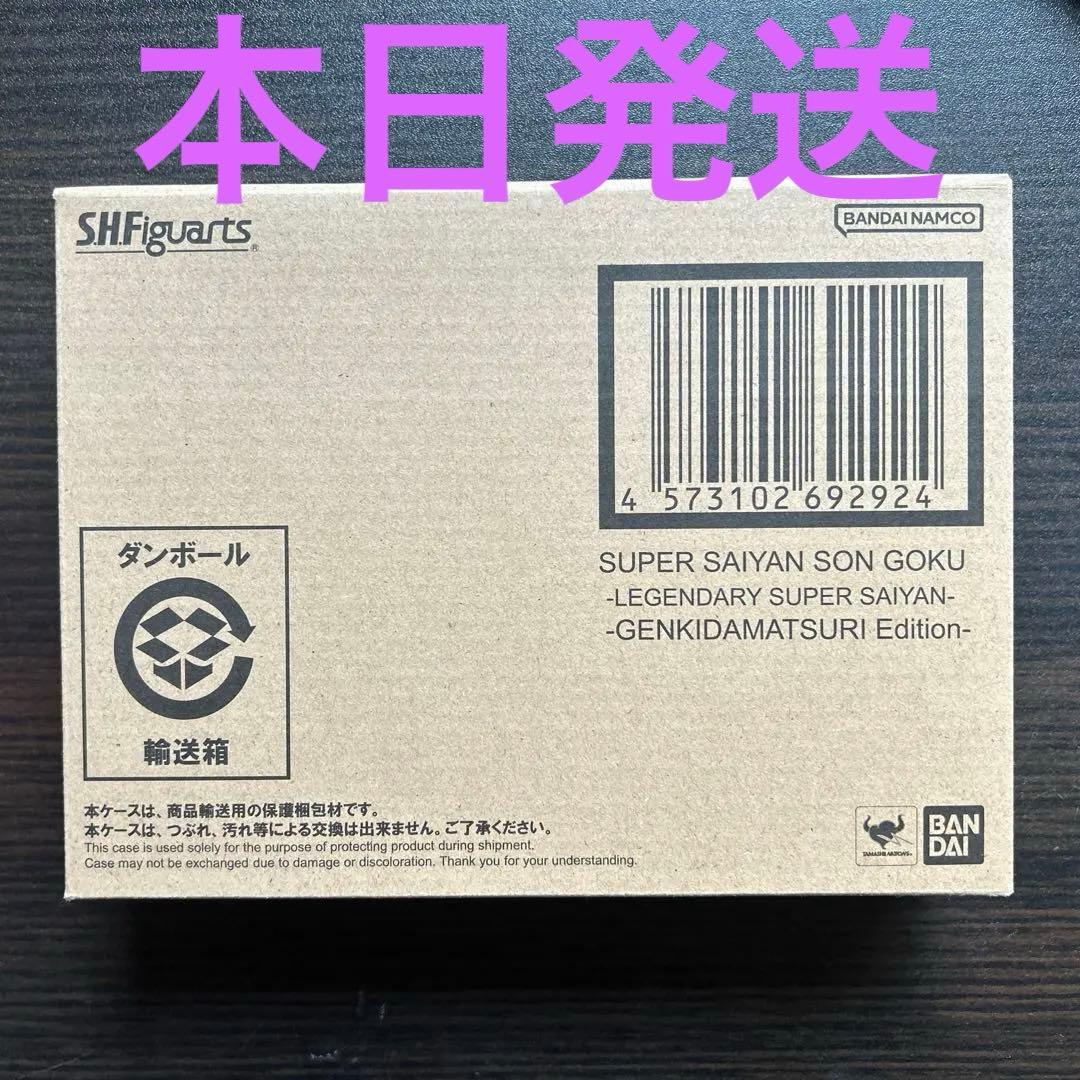 本日発送
S.H.Figuarts
BANDAI NAMCO
4 573102 692924
SUPER SAIYAN SON GOKU
-LEGENDARY SUPER SAIYAN-
-GENKIDAMATSURI Edition-
ダンボール
輸送箱
本ケースは、商品輸送用の保護梱包材です。
本ケースは、つぶれ、汚れ等による交換は出来ません。ご了承ください。
This case is used solely for the purpose of protecting product during shipment.
Case may not be exchanged due to damage or discoloration. Thank you for your understanding.
TAMASHII NATIONS
BAN
DAI